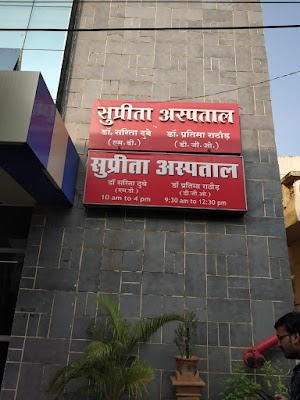 सुप्रीता अस्पताल
डॉ. सरिता दुबे डॉ. प्रतिमा राठौड़
(एम.डी.) (डी.जी.ओ.)
सुप्रीता अस्पताल
डॉ सरिता दुबे डॉ प्रतिमा राठौड़
(एम.डी.) (डी.जी.ओ.)
10 am to 4 pm 9:30 am to 12:30 pm